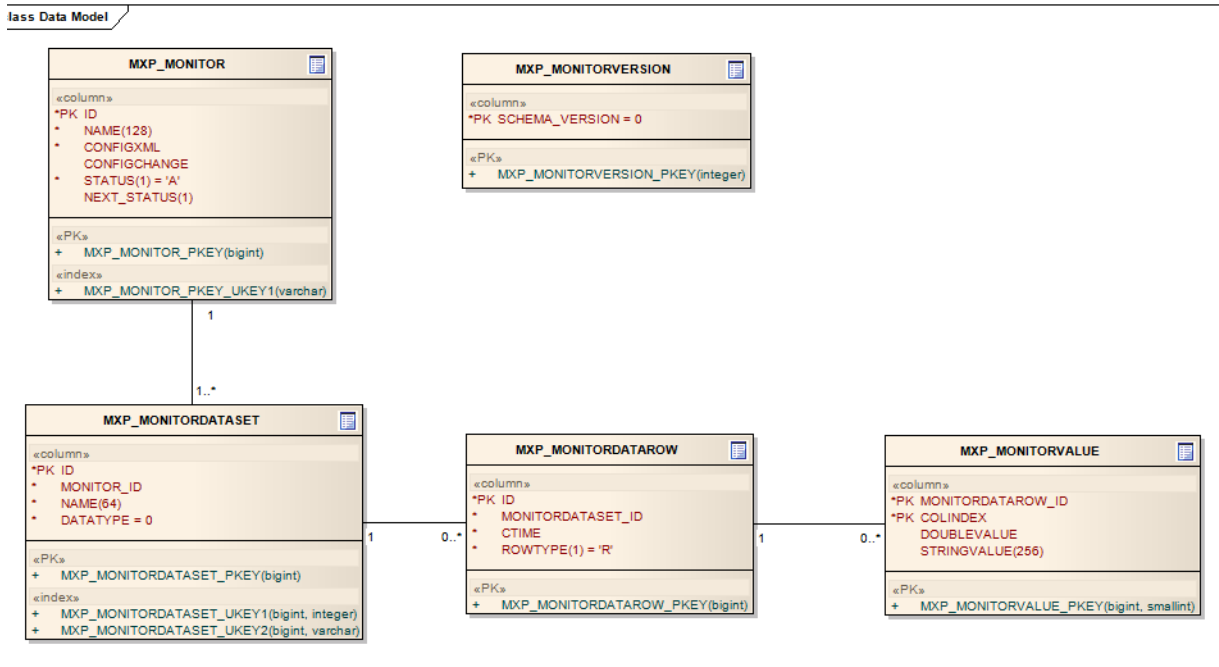 lass Data Model
MXP_MONITOR
«column»
*PK ID
* NAME(128)
* CONFIGXML
CONFIGCHANGE
* STATUS(1) = 'A'
NEXT_STATUS(1)
«PK»
+ MXP_MONITOR_PKEY(bigint)
«index»
+ MXP_MONITOR_PKEY_UKEY1(varchar)
MXP_MONITORVERSION
«column»
*PK SCHEMA_VERSION = 0
«PK»
+ MXP_MONITORVERSION_PKEY(integer)
1
1..*
MXP_MONITORDATASET
«column»
*PK ID
* MONITOR_ID
* NAME(64)
* DATATYPE = 0
«PK»
+ MXP_MONITORDATASET_PKEY(bigint)
«index»
+ MXP_MONITORDATASET_UKEY1(bigint, integer)
+ MXP_MONITORDATASET_UKEY2(bigint, varchar)
1
0..*
MXP_MONITORDATAROW
«column»
*PK ID
* MONITORDATASET_ID
* CTIME
* ROWTYPE(1) = 'R'
«PK»
+ MXP_MONITORDATAROW_PKEY(bigint)
1
0..*
MXP_MONITORVALUE
«column»
*PK MONITORDATAROW_ID
*PK COLINDEX
DOUBLEVALUE
STRINGVALUE(256)
«PK»
+ MXP_MONITORVALUE_PKEY(bigint, smallint)